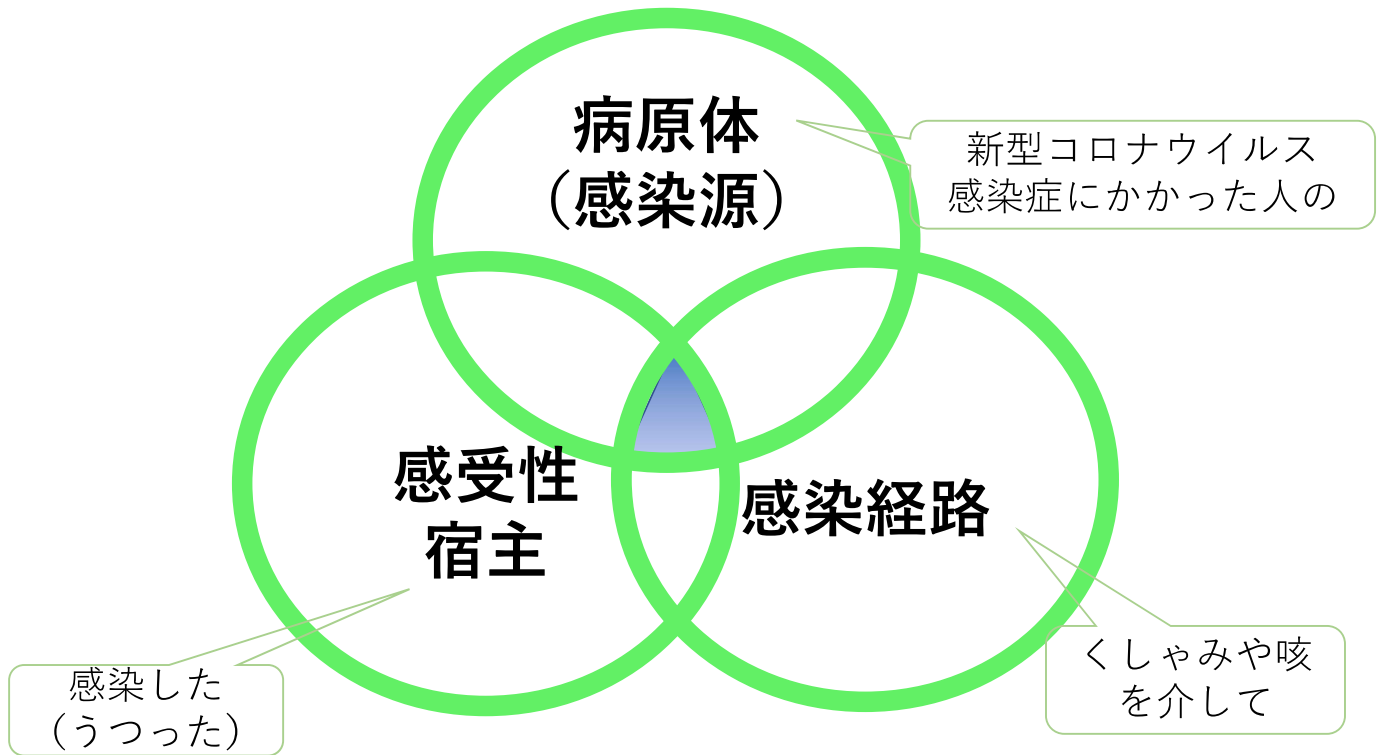 病原体
（感染源）
新型コロナウイルス
感染症にかかった人の
感受性
宿主
感染経路
くしゃみや咳
を介して
感染した
（うつった）